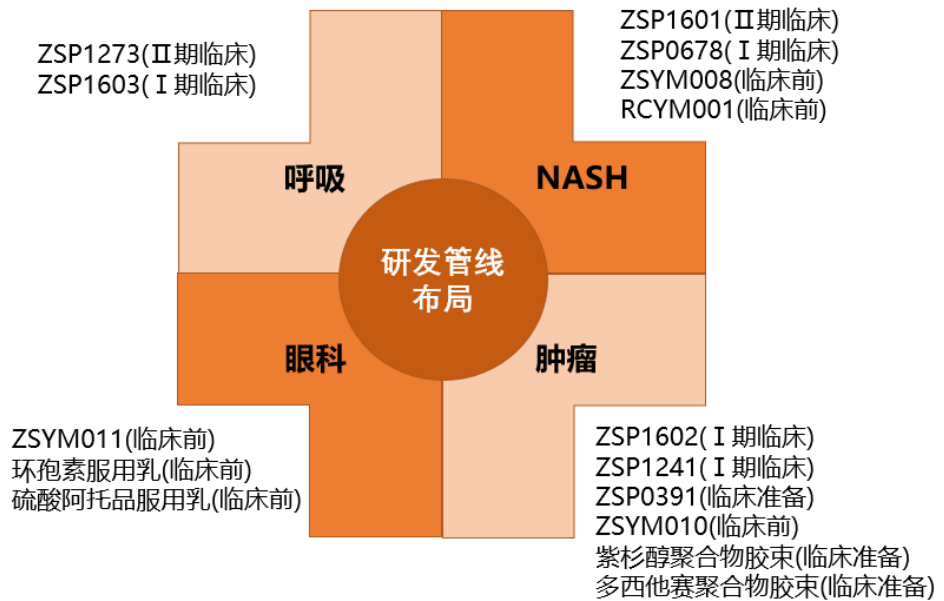 ZSP1273(Ⅱ期临床)
ZSP1603(Ⅰ期临床)
ZSP1601(Ⅱ期临床)
ZSP0678(Ⅰ期临床)
ZSYM008(临床前)
RCYM001(临床前)
呼吸
NASH
研发管线
布局
眼科
肿瘤
ZSYM011(临床前)
环孢素服用乳(临床前)
硫酸阿托品服用乳(临床前)
ZSP1602(Ⅰ期临床)
ZSP1241(Ⅰ期临床)
ZSP0391(临床准备)
ZSYM010(临床前)
紫杉醇聚合物胶束(临床准备)
多西他赛聚合物胶束(临床准备)